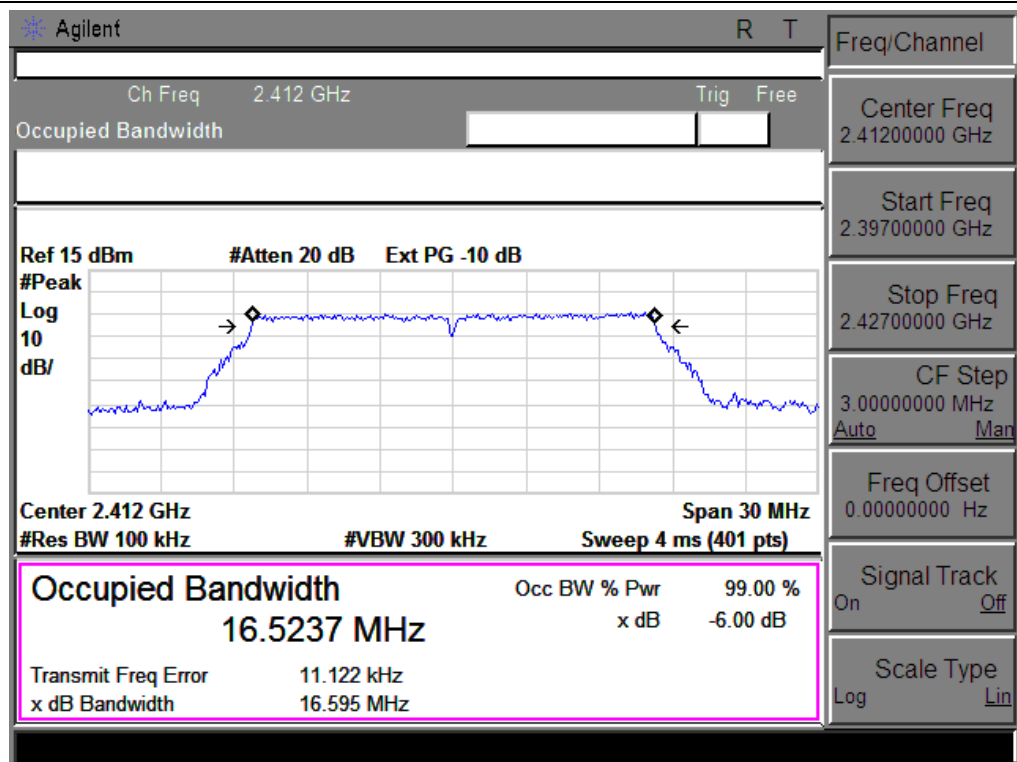 Agilent R T
Ch Freq 2.412 GHz Trig Free
Occupied Bandwidth
Ref 15 dBm #Atten 20 dB Ext PG -10 dB
#Peak
Log
10
dB/
Center 2.412 GHz Span 30 MHz
#Res BW 100 kHz #VBW 300 kHz Sweep 4 ms (401 pts)
Occupied Bandwidth Occ BW % Pwr 99.00 %
16.5237 MHz x dB -6.00 dB
Transmit Freq Error 11.122 kHz
x dB Bandwidth 16.595 MHz
Freq/Channel
Center Freq
2.41200000 GHz
Start Freq
2.39700000 GHz
Stop Freq
2.42700000 GHz
CF Step
3.00000000 MHz
Auto Man
Freq Offset
0.00000000 Hz
Signal Track
On Off
Scale Type
Log Lin